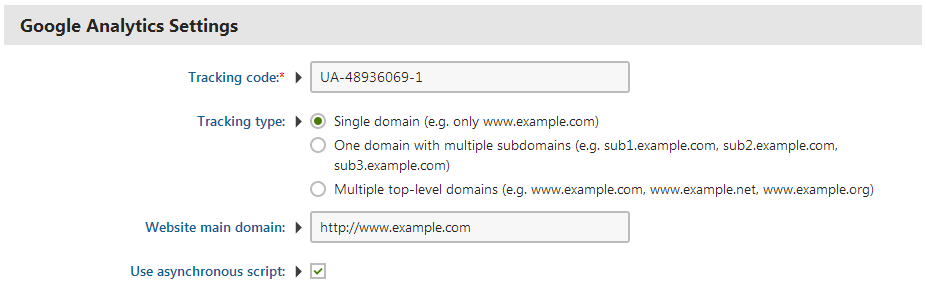 Google Analytics Settings
Tracking code:* UA-48936069-1
Tracking type: Single domain (e.g. only www.example.com)
One domain with multiple subdomains (e.g. sub1.example.com, sub2.example.com,
sub3.example.com)
Multiple top-level domains (e.g. www.example.com, www.example.net, www.example.org)
Website main domain: http://www.example.com
Use asynchronous script: